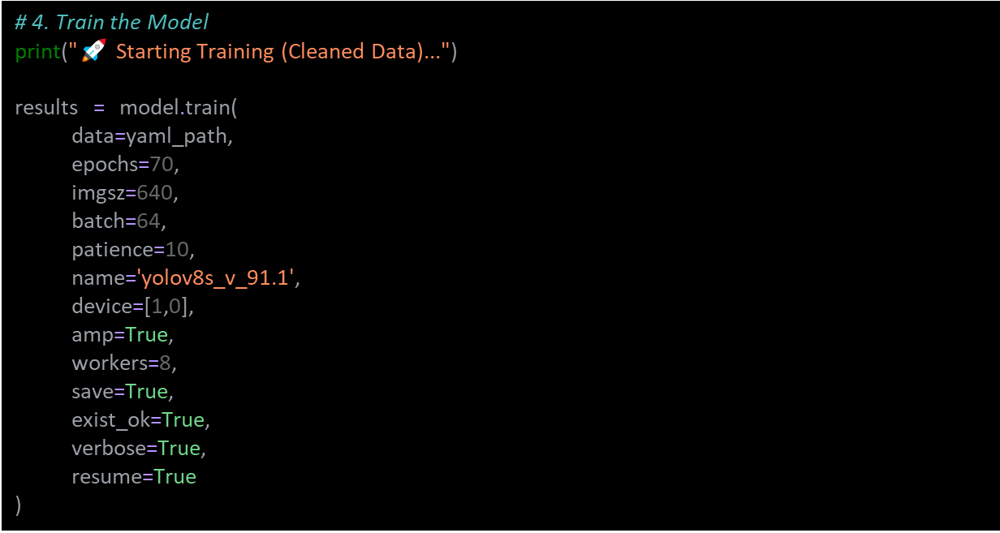 # 4. Train the Model
print("🚀 Starting Training (Cleaned Data)...")
results = model.train(
data=yaml_path,
epochs=70,
imgsz=640,
batch=64,
patience=10,
name='yolov8s_v_91.1',
device=[1,0],
amp=True,
workers=8,
save=True,
exist_ok=True,
verbose=True,
resume=True
)